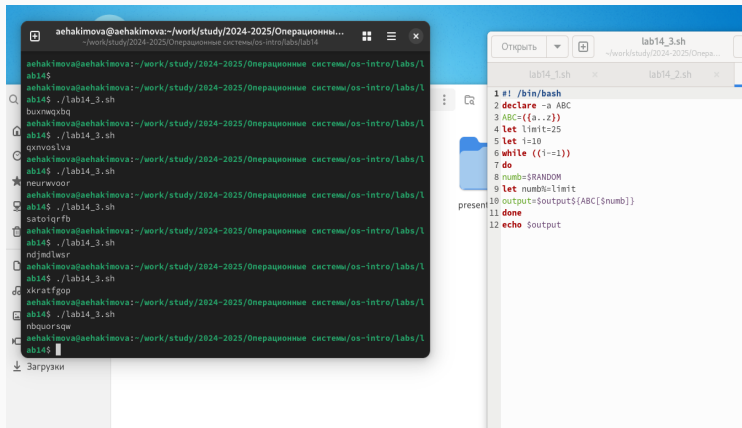 aehakimova@aehakimova:~/work/study/2024-2025/Операционны...
~/work/study/2024-2025/Операционные системы/os-intro/labs/lab14
aehakimova@aehakimova:~/work/study/2024-2025/Операционные системы/os-intro/labs/l
ab14$
aehakimova@aehakimova:~/work/study/2024-2025/Операционные системы/os-intro/labs/l
ab14$ ./lab14_3.sh
buxnwqxbq
aehakimova@aehakimova:~/work/study/2024-2025/Операционные системы/os-intro/labs/l
ab14$ ./lab14_3.sh
qxnvoslva
aehakimova@aehakimova:~/work/study/2024-2025/Операционные системы/os-intro/labs/l
ab14$ ./lab14_3.sh
neurwvoor
aehakimova@aehakimova:~/work/study/2024-2025/Операционные системы/os-intro/labs/l
ab14$ ./lab14_3.sh
satoiqrfb
aehakimova@aehakimova:~/work/study/2024-2025/Операционные системы/os-intro/labs/l
ab14$ ./lab14_3.sh
ndjmdlwsr
aehakimova@aehakimova:~/work/study/2024-2025/Операционные системы/os-intro/labs/l
ab14$ ./lab14_3.sh
xkratfgop
aehakimova@aehakimova:~/work/study/2024-2025/Операционные системы/os-intro/labs/l
ab14$ ./lab14_3.sh
nbquorsqw
aehakimova@aehakimova:~/work/study/2024-2025/Операционные системы/os-intro/labs/l
ab14$
Загрузки
present
Открыть
lab14_3.sh
~/work/study/2024-2025/Опера...
lab14_1.sh
lab14_2.sh
1 #! /bin/bash
2 declare -a ABC
3 ABC=({a..z})
4 let limit=25
5 let i=10
6 while ((i-=1))
7 do
8 numb=$RANDOM
9 let numb%=limit
10 output=$output${ABC[$numb]}
11 done
12 echo $output